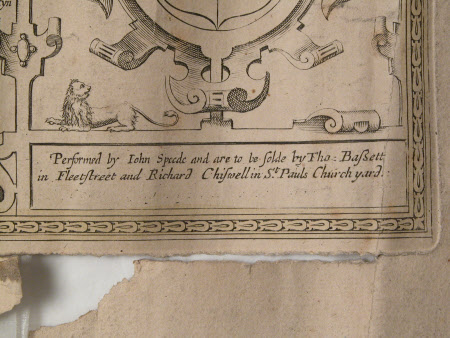 Performed by Iohn Speede and are to be solde by Tho: Bassett
in Fleetstreet and Richard Chiswell in St. Pauls Church yard.